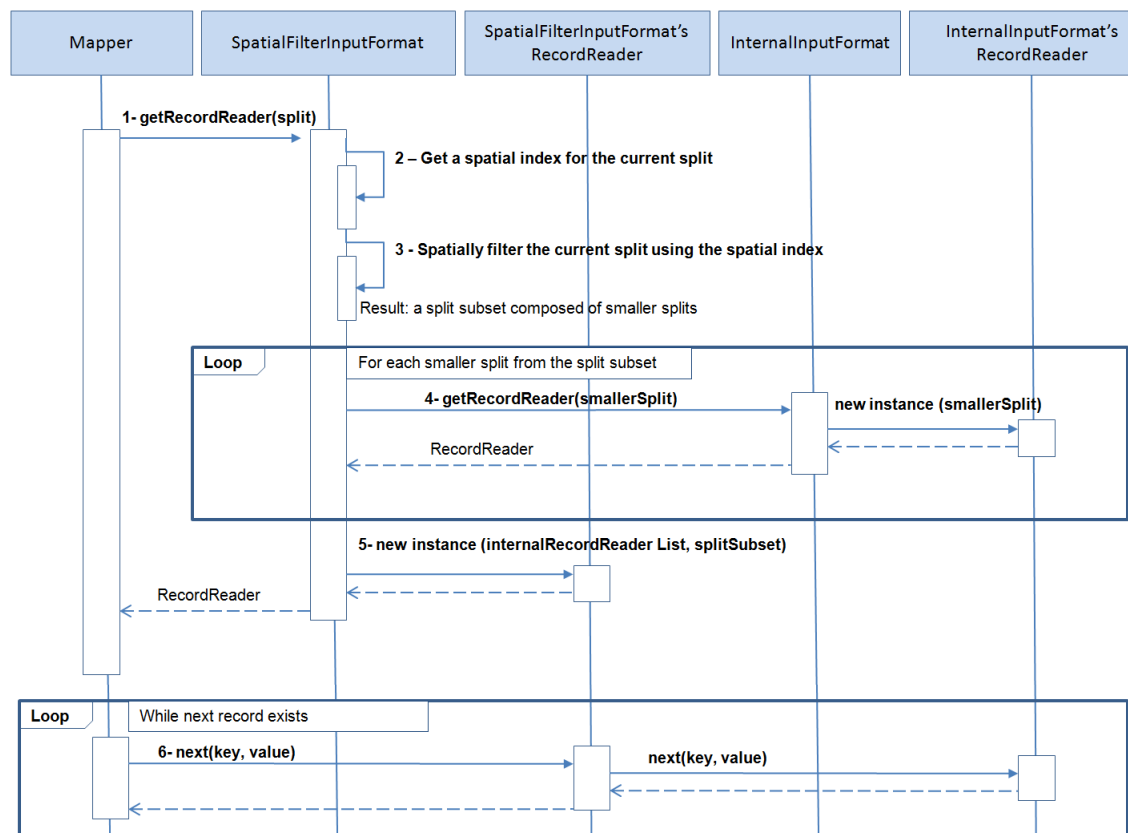 Mapper
SpatialFilterInputFormat
SpatialFilterInputFormat's
RecordReader
InternalInputFormat
InternalInputFormat's
RecordReader
1- getRecordReader(split)
2 – Get a spatial index for the current split
3 - Spatially filter the current split using the spatial index
Result: a split subset composed of smaller splits
Loop
For each smaller split from the split subset
4- getRecordReader(smallerSplit)
new instance (smallerSplit)
RecordReader
5- new instance (internalRecordReader List, splitSubset)
RecordReader
Loop
While next record exists
6- next(key, value)
next(key, value)